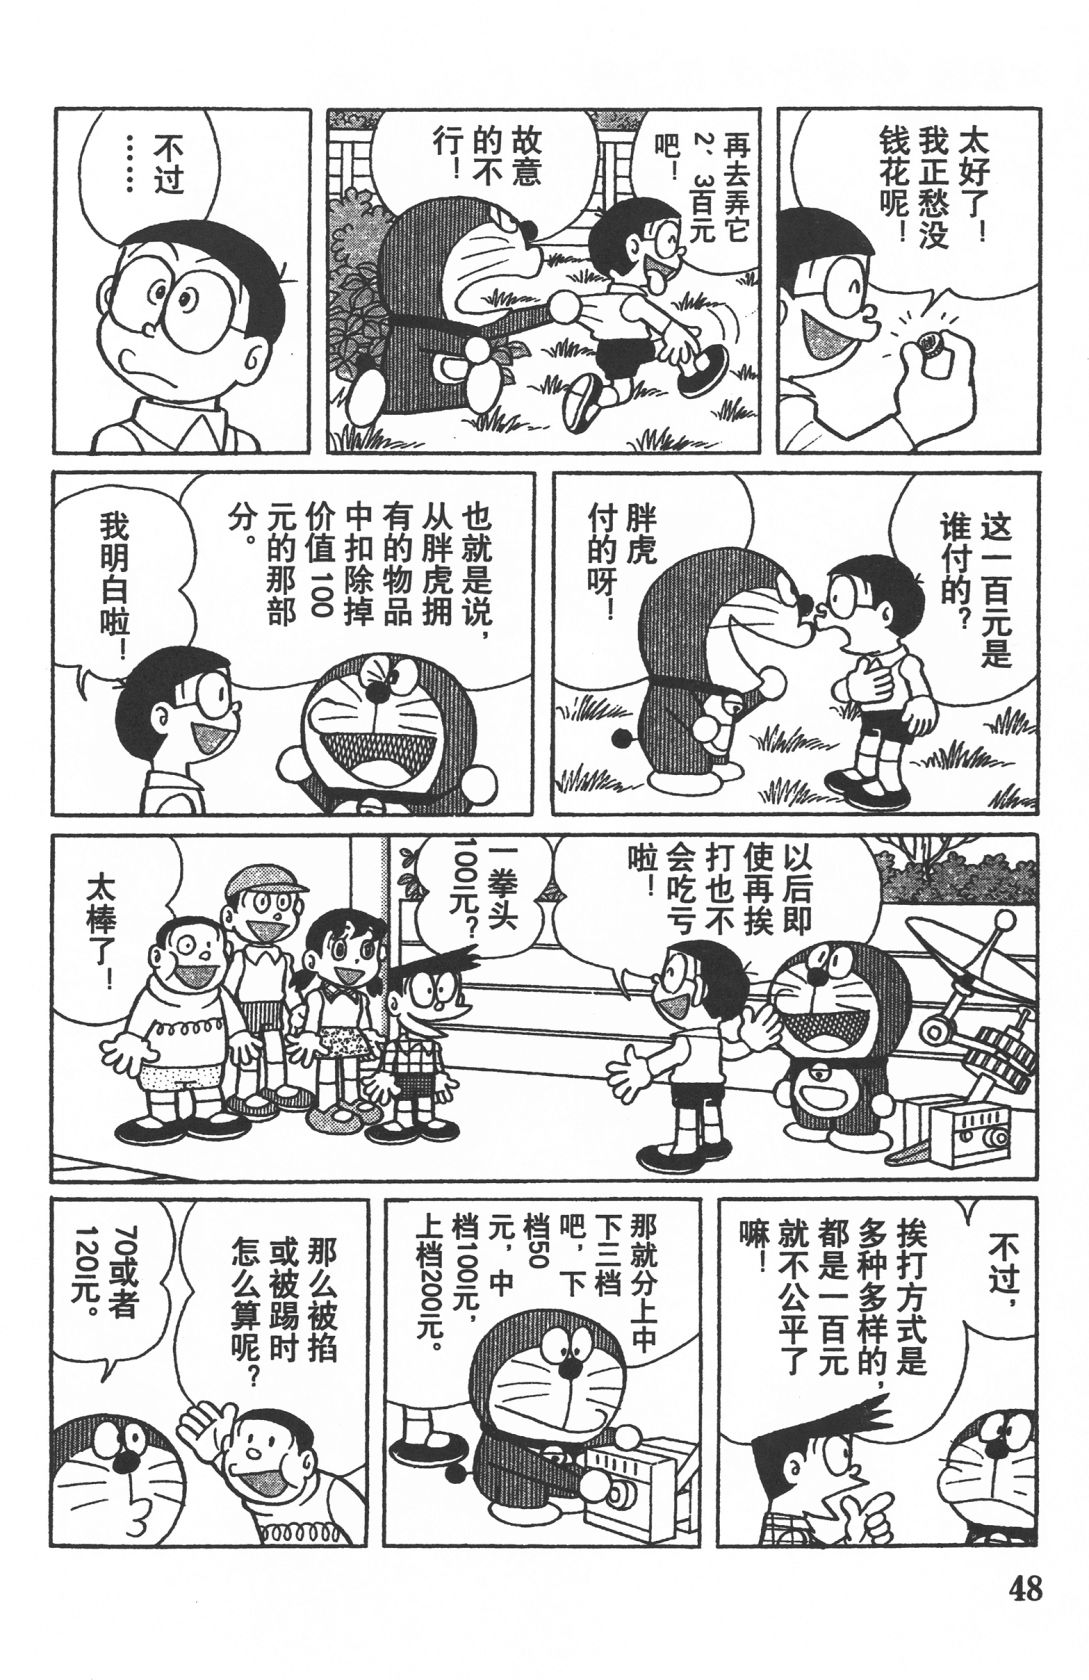 太好了！
我正愁没
钱花呢！
再去弄它
2、3百元
吧！
故意
的不
行！
不过
……
这一百元是
谁付的？
胖虎
付的呀！
也就是说，
从胖虎拥
有的物品
中扣除掉
价值100
元的那部
分。
我明白啦！
以后即
使再挨
打也不
会吃亏
啦！
一拳头
100元？
太棒了！
不过，
挨打方式是
多种多样的，
都是一百元
就不公平了
嘛！
那就分上中
下三档
吧，下
档50
元，中
档100元，
上档200元。
那么被掐
或被踢时
怎么算呢？
70或者
120元。
48